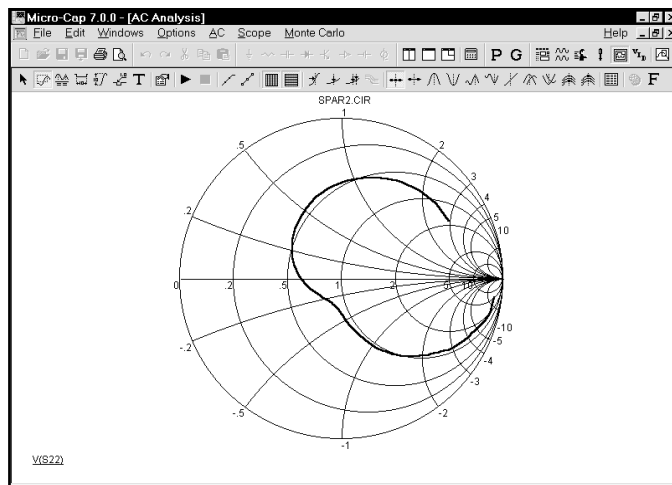 Micro-Cap 7.0.0 - [AC Analysis]
File Edit Windows Options AC Scope Monte Carlo Help
T P G F
SPAR2.CIR
1
.5 2
3
.2 4
5
10
0 .2 .5 1 2 5 10
-10
-.2 -5
-4
-3
-.5 -2
-1
V(S22)